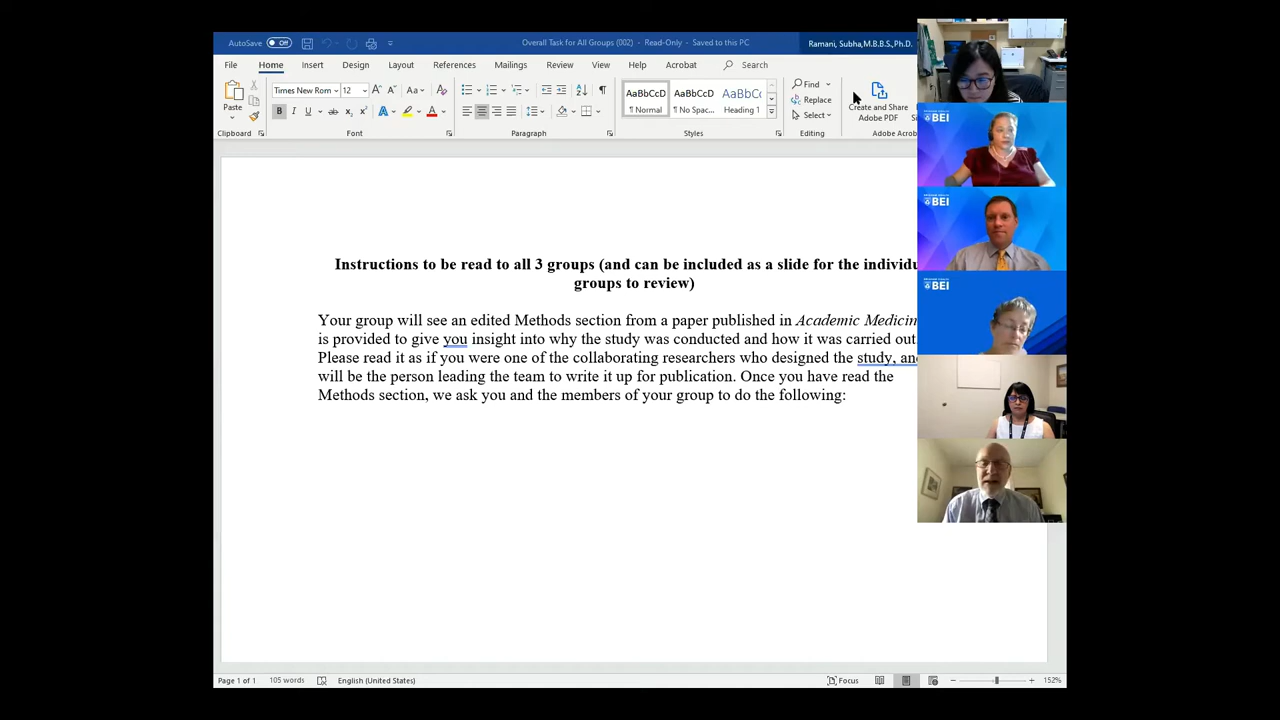 AutoSave Off
Overall Task for All Groups (002) - Read-Only - Saved to this PC
Ramani, Subha,M.B.B.S.,Ph.D.
File Home Insert Design Layout References Mailings Review View Help Acrobat Search
Paste
Clipboard
Times New Rom 12
Font
Paragraph
AaBbCcD AaBbCcD AaBbCc
¶ Normal ¶ No Spac... Heading 1
Styles
Find
Replace
Select
Editing
Create and Share
Adobe PDF
Adobe Acro
BEI
BEI
BEI
Instructions to be read to all 3 groups (and can be included as a slide for the individu
groups to review)
Your group will see an edited Methods section from a paper published in Academic Medicin
is provided to give you insight into why the study was conducted and how it was carried out
Please read it as if you were one of the collaborating researchers who designed the study, and
will be the person leading the team to write it up for publication. Once you have read the
Methods section, we ask you and the members of your group to do the following:
Page 1 of 1 105 words English (United States) Focus 152%